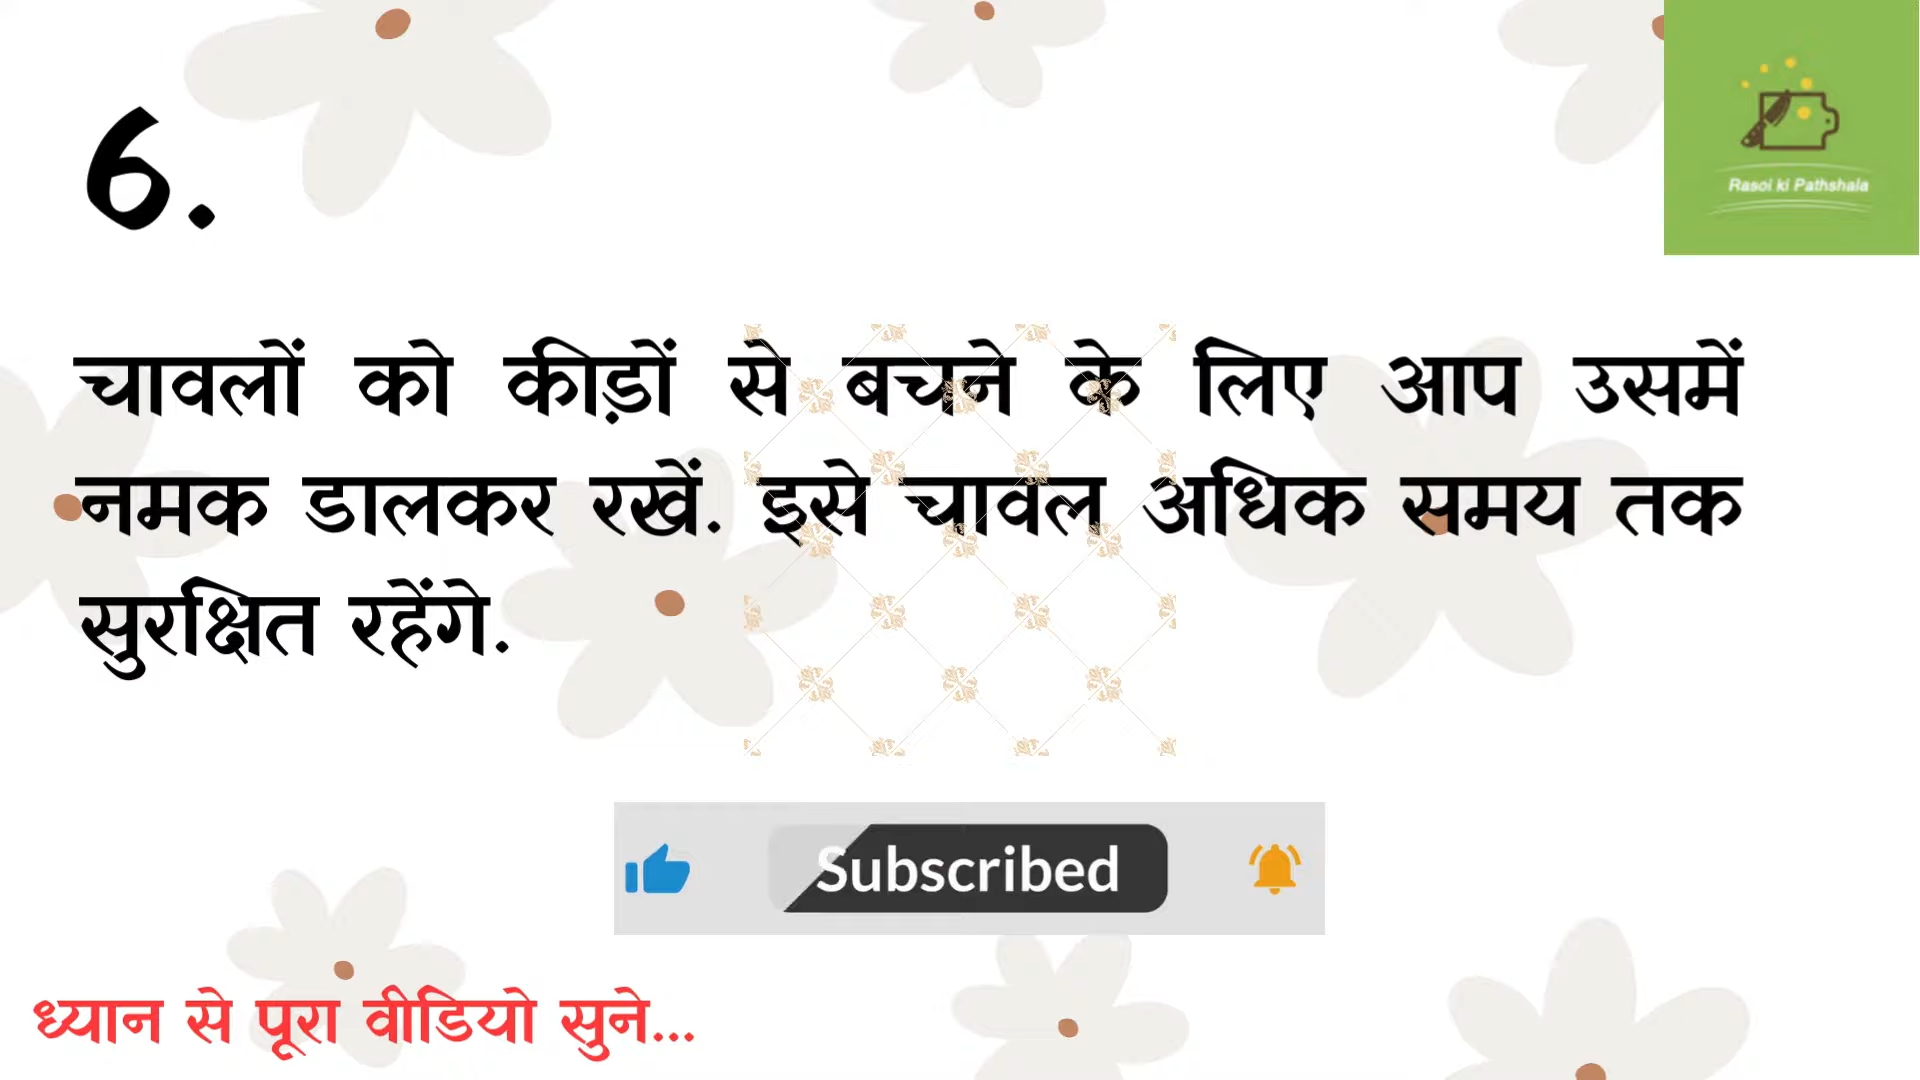 6.
Rasoi ki Pathshala
चावलों को कीड़ों से बचने के लिए आप उसमें
नमक डालकर रखें. इसे चावल अधिक समय तक
सुरक्षित रहेंगे.
Subscribed
ध्यान से पूरा वीडियो सुने...